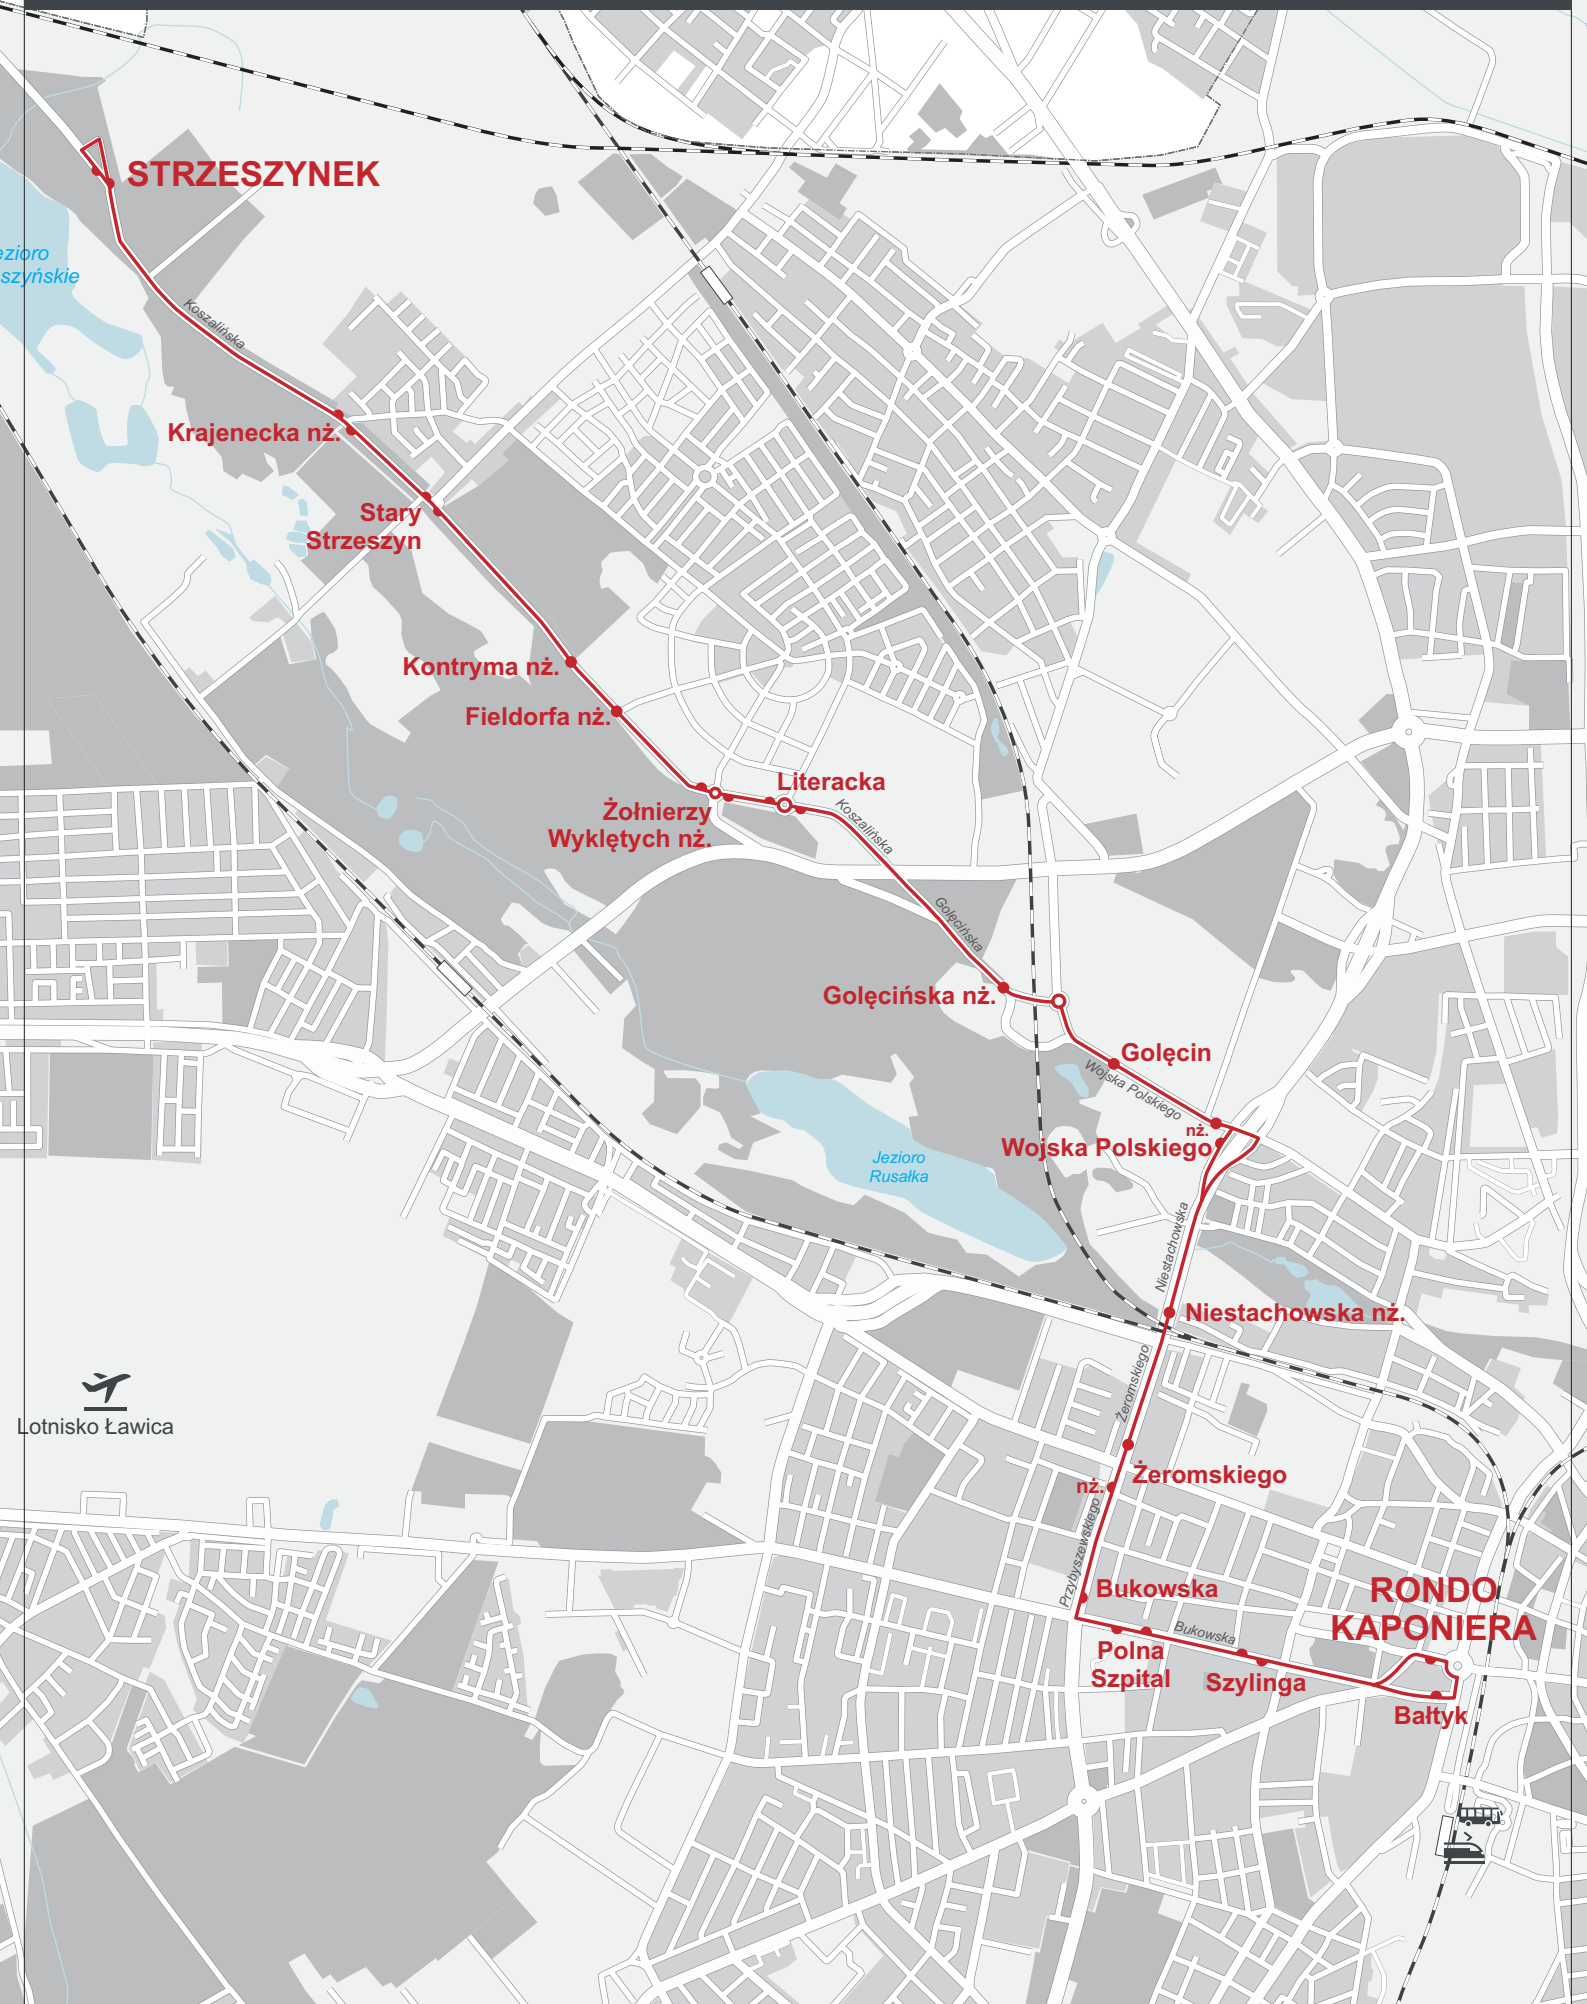 STRZESZYNEK
ezioro
szyńskie
Koszalińska
Krajenecka nż.
Stary
Strzeszyn
Kontryma nż.
Fieldorfa nż.
Literacka
Żołnierzy
Wyklętych nż.
Koszalińska
Golęcińska
Golęcińska nż.
Golęcin
Wojska Polskiego
nż.
Wojska Polskiego
Jezioro
Rusałka
Niestachowska
Niestachowska nż.
Żeromskiego
Lotnisko Ławica
Żeromskiego
nż.
Przybyszewskiego
Bukowska
RONDO
KAPONIERA
Bukowska
Polna
Szpital
Szylinga
Bałtyk